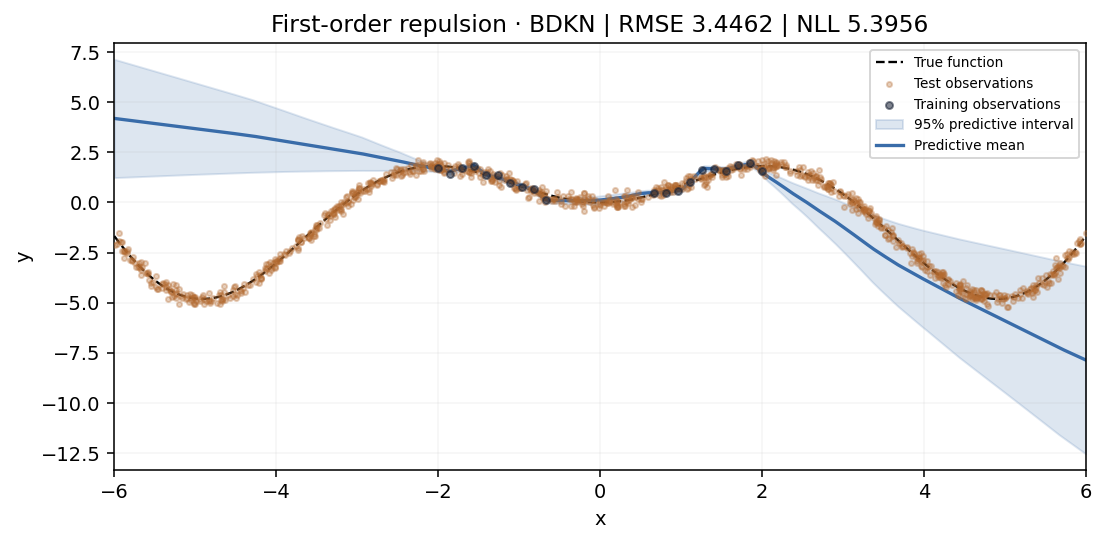 First-order repulsion · BDKN | RMSE 3.4462 | NLL 5.3956
True function
Test observations
Training observations
95% predictive interval
Predictive mean
7.5
5.0
2.5
0.0
−2.5
−5.0
−7.5
−10.0
−12.5
y
−6
−4
−2
0
2
4
6
x